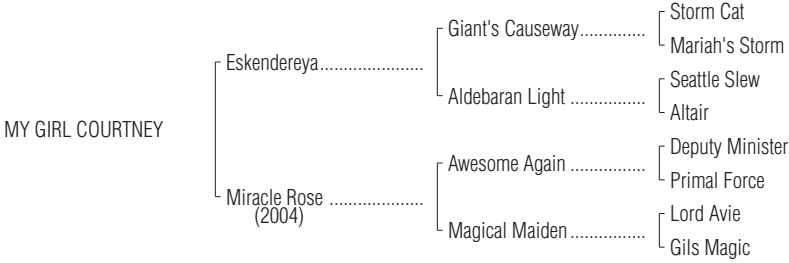 Storm Cat
Giant's Causeway..............
Mariah's Storm
Eskendereya......................
Seattle Slew
Aldebaran Light ................
Altair
MY GIRL COURTNEY
Deputy Minister
Awesome Again ................
Primal Force
Miracle Rose ....................
(2004)
Lord Avie
Magical Maiden ................
Gils Magic